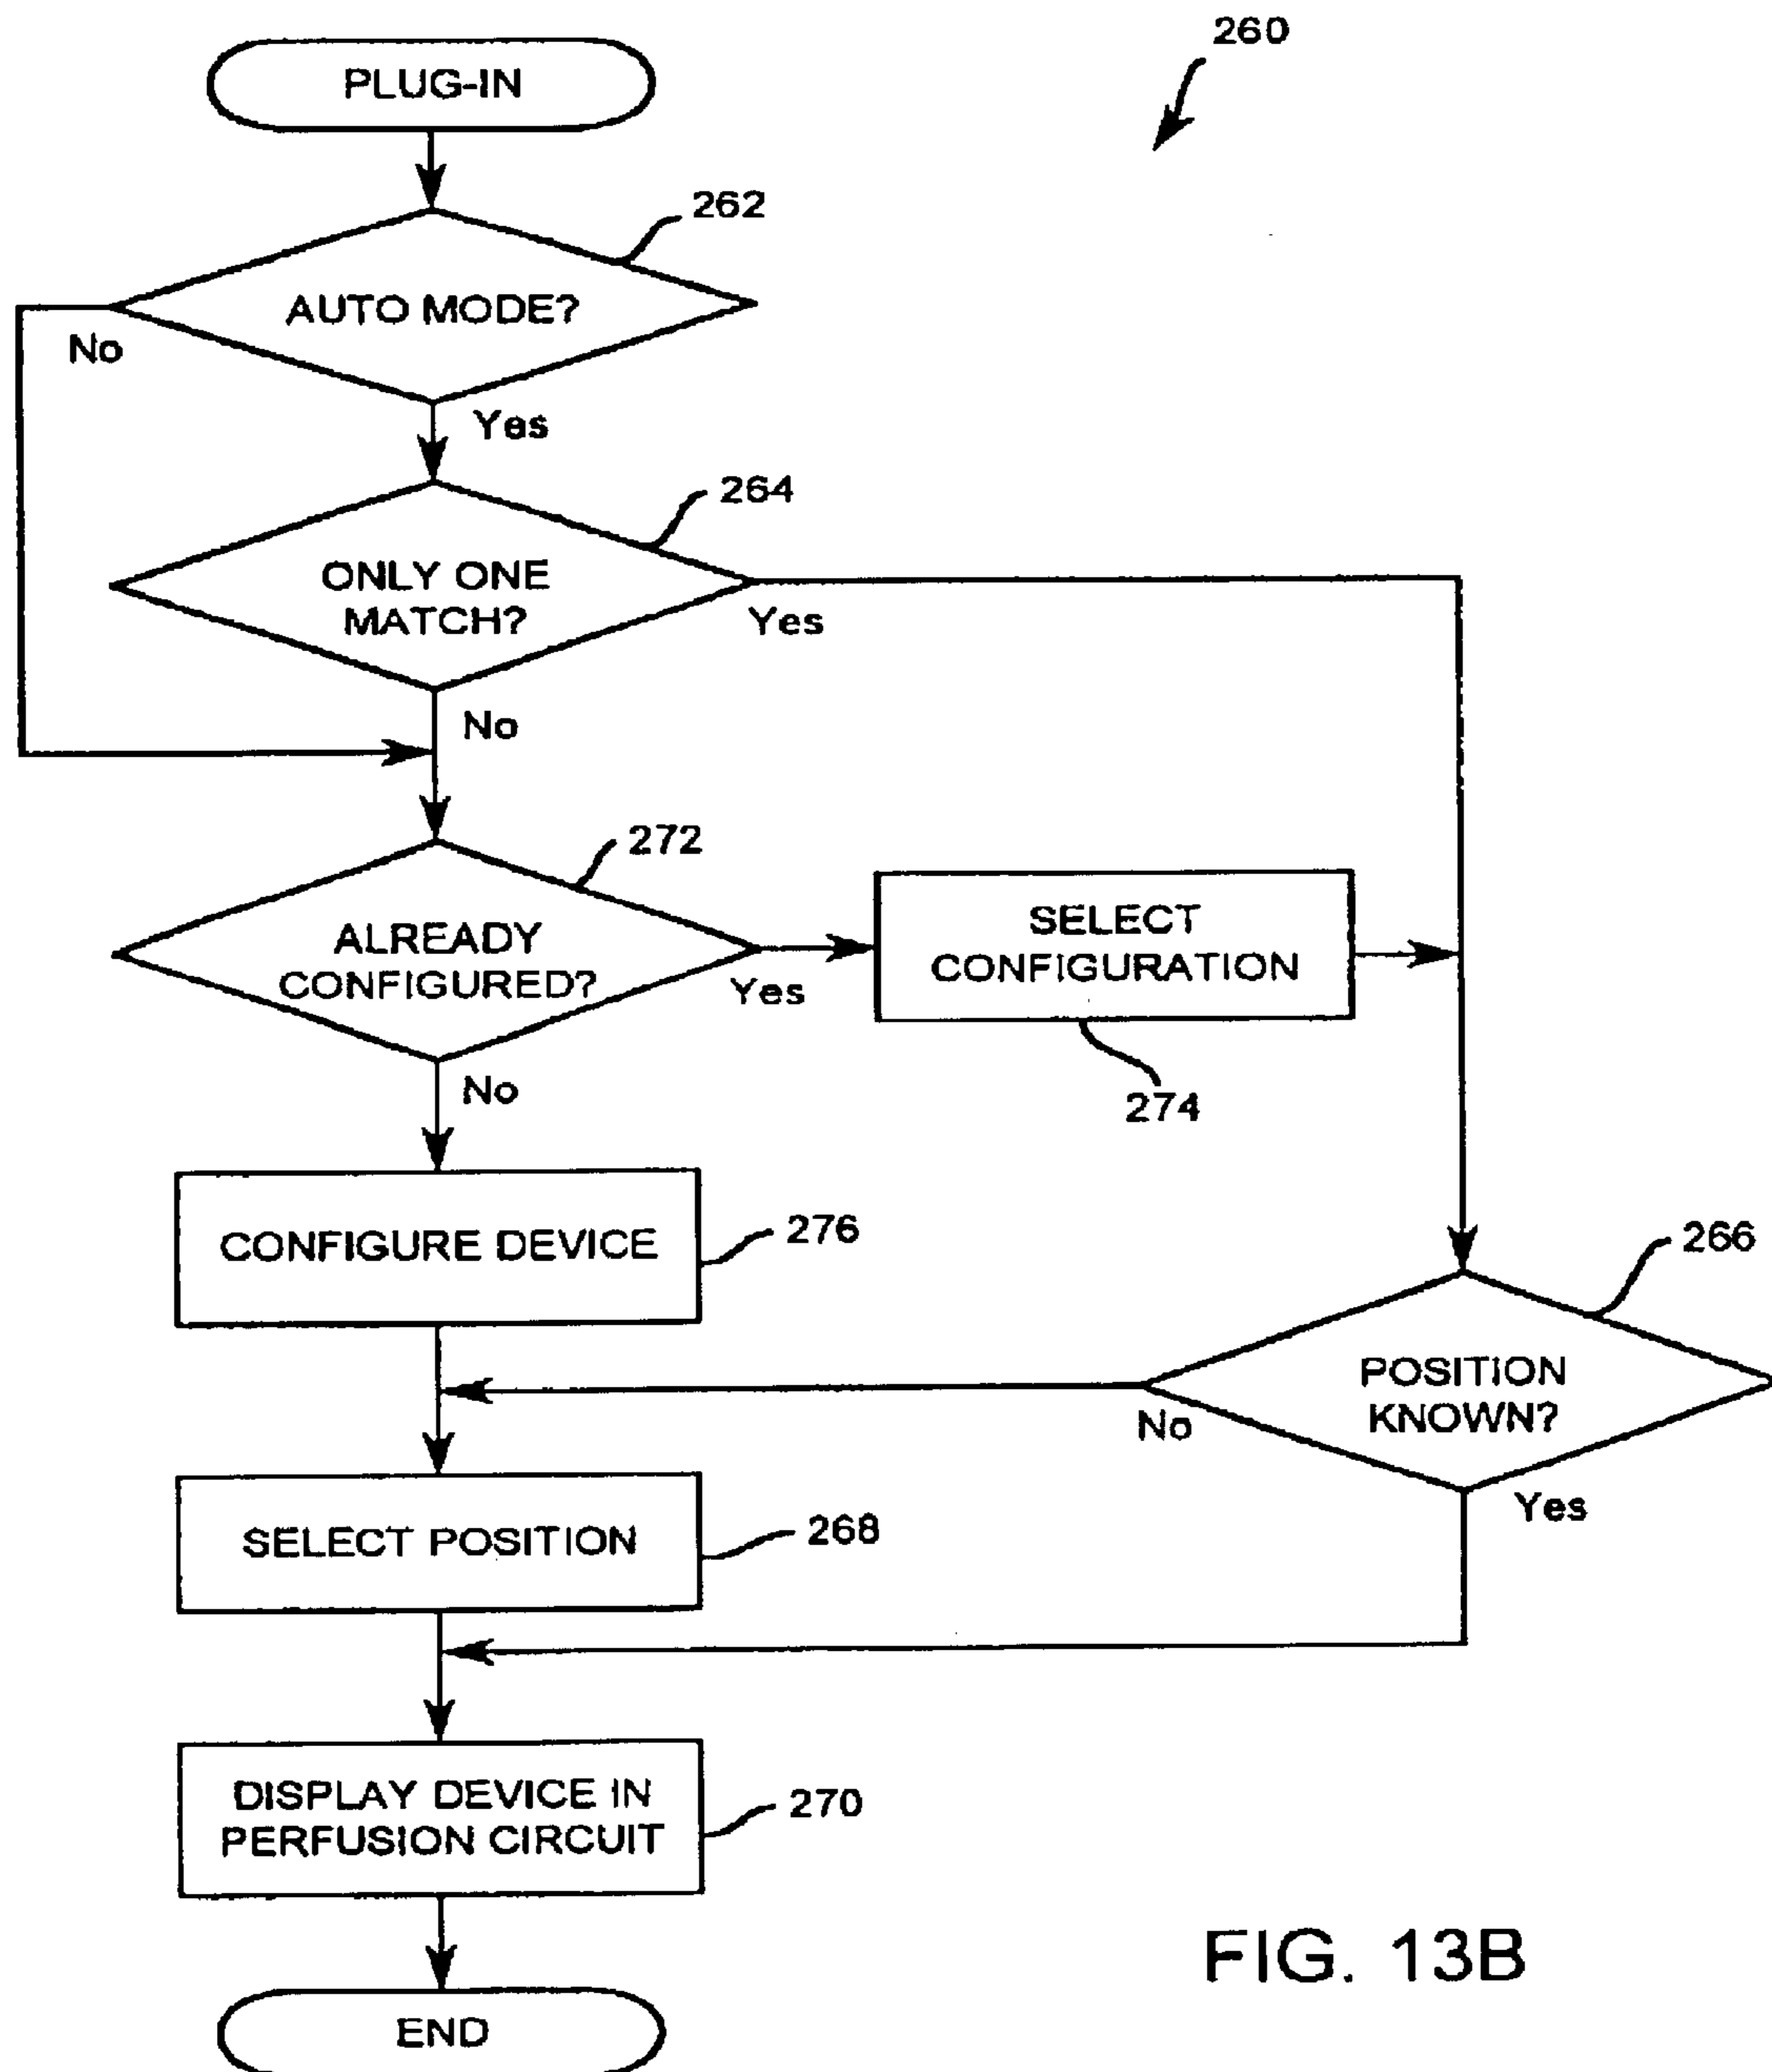 260
PLUG-IN
262
AUTO MODE?
No
Yes
264
ONLY ONE
MATCH?
Yes
No
272
ALREADY
CONFIGURED?
Yes
SELECT
CONFIGURATION
274
No
CONFIGURE DEVICE
276
266
POSITION
KNOWN?
No
Yes
SELECT POSITION
268
DISPLAY DEVICE IN
PERFUSION CIRCUIT
270
END
FIG. 13B